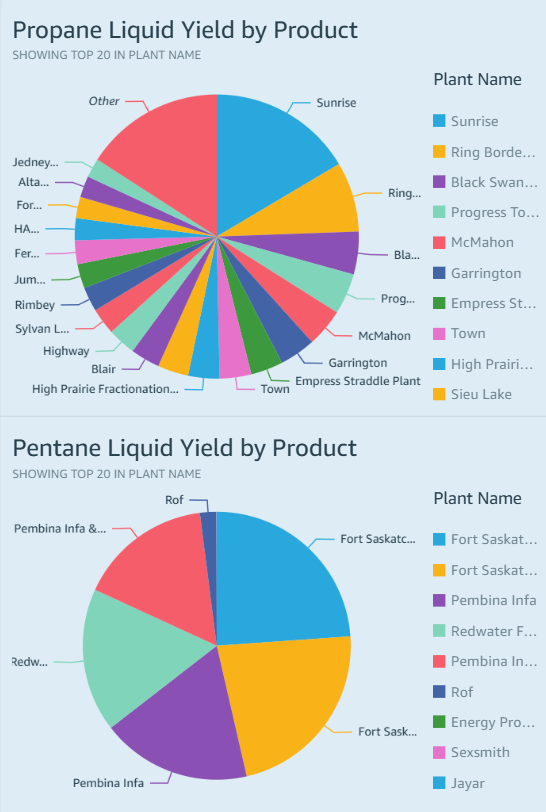 Propane Liquid Yield by Product
SHOWING TOP 20 IN PLANT NAME
Other
Sunrise
Jedney...
Alta...
For...
HA...
Fer...
Jum...
Rimbey
Sylvan L...
Highway
Blair
High Prairie Fractionation...
Town
Empress Straddle Plant
Garrington
McMahon
Prog...
Bla...
Ring...
Plant Name
Sunrise
Ring Borde...
Black Swan...
Progress To...
McMahon
Garrington
Empress St...
Town
High Prairi...
Sieu Lake
Pentane Liquid Yield by Product
SHOWING TOP 20 IN PLANT NAME
Rof
Pembina Infa &...
Fort Saskatc...
Redw...
Fort Sask...
Pembina Infa
Plant Name
Fort Saskat...
Fort Saskat...
Pembina Infa
Redwater F...
Pembina In...
Rof
Energy Pro...
Sexsmith
Jayar